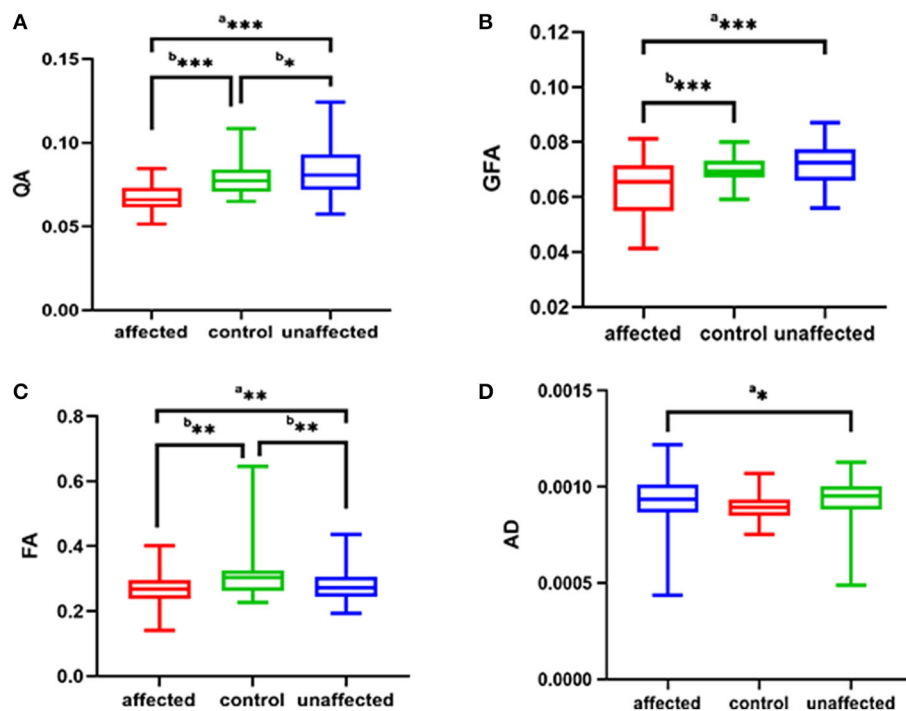 A
a***
b***
b*
0.15
0.10
0.05
0.00
QA
affected control unaffected
B
a***
b***
0.12
0.10
0.08
0.06
0.04
0.02
GFA
affected control unaffected
C
a**
b**
b**
0.8
0.6
0.4
0.2
0.0
FA
affected control unaffected
D
a*
0.0015
0.0010
0.0005
0.0000
AD
affected control unaffected